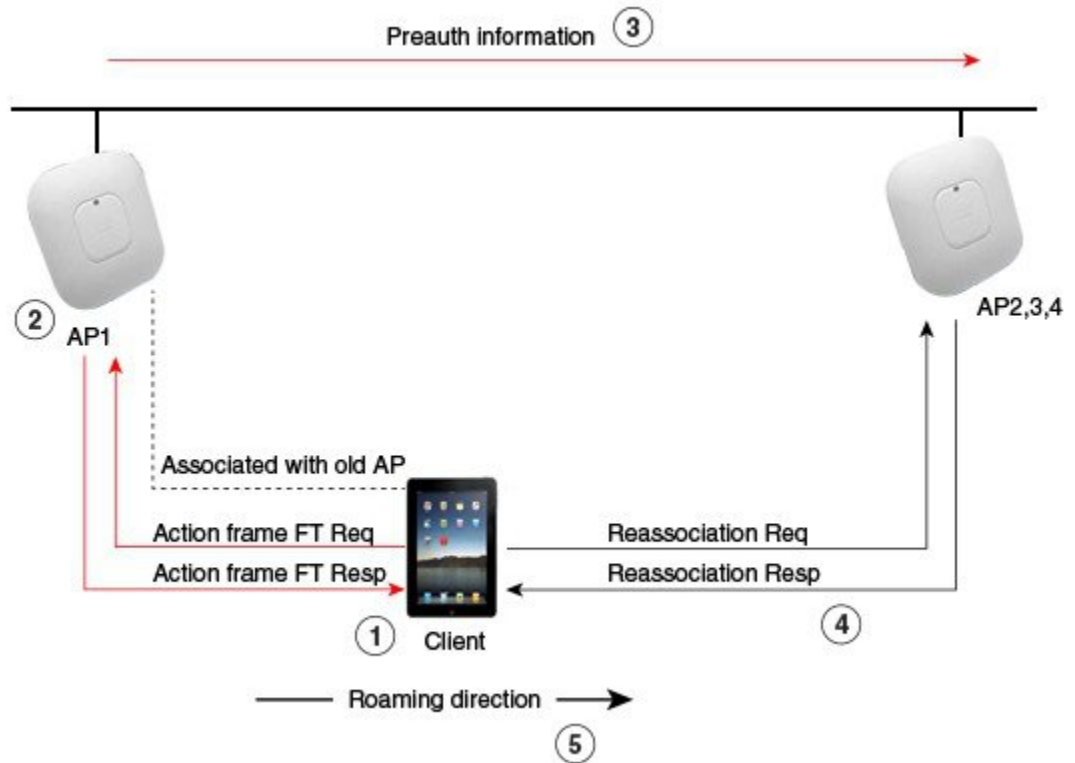 Preauth information 3
2
AP1
AP2,3,4
Associated with old AP
Action frame FT Req
Reassociation Req
Action frame FT Resp
Reassociation Resp
1
Client
4
Roaming direction
5